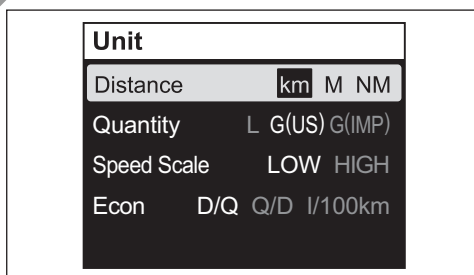 Unit
Distance km M NM
Quantity L G(US) G(IMP)
Speed Scale LOW HIGH
Econ D/Q Q/D l/100km